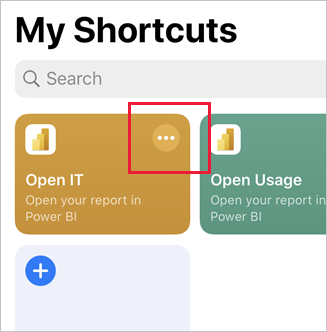 My Shortcuts
Search
Open IT
Open your report in
Power BI
Open Usage
Open your report in
Power BI